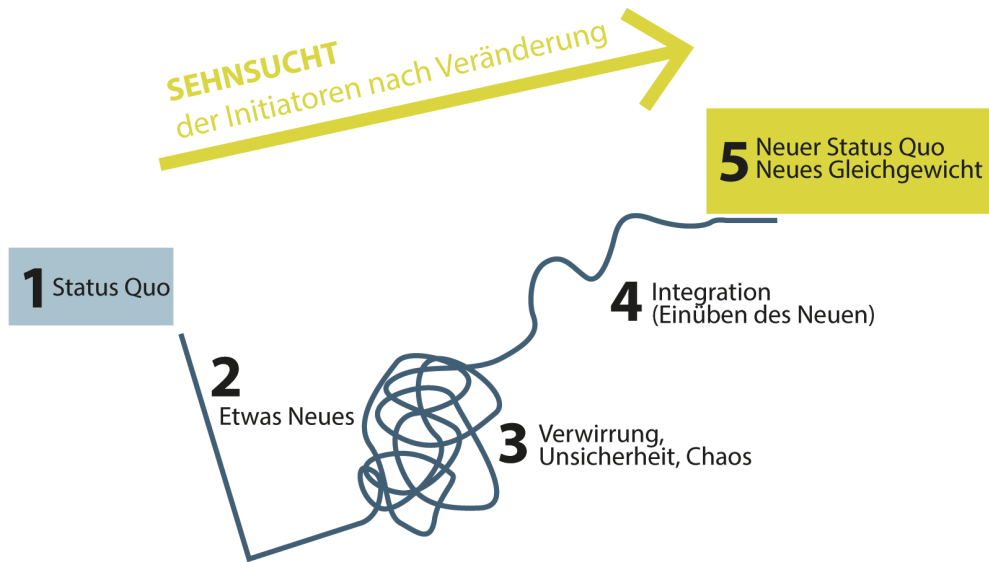 SEHNSUCHT
der Initiatoren nach Veränderung
5 Neuer Status Quo
Neues Gleichgewicht
1 Status Quo
4 Integration
(Einüben des Neuen)
2
Etwas Neues
3 Verwirrung,
Unsicherheit, Chaos